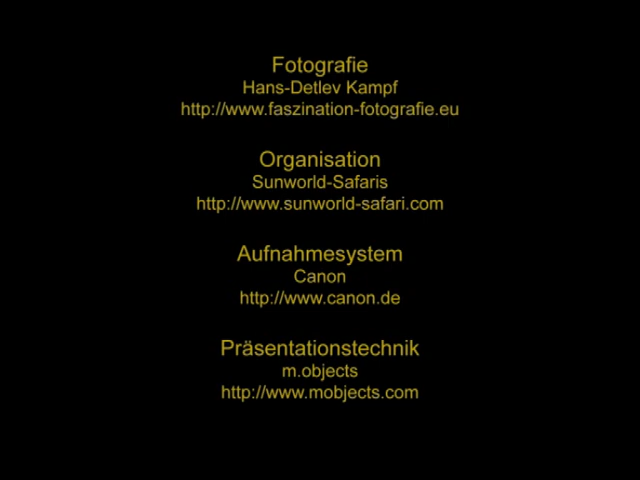 Fotografie
Hans-Detlev Kampf
http://www.faszination-fotografie.eu
Organisation
Sunworld-Safaris
http://www.sunworld-safari.com
Aufnahmesystem
Canon
http://www.canon.de
Präsentationstechnik
m.objects
http://www.mobjects.com